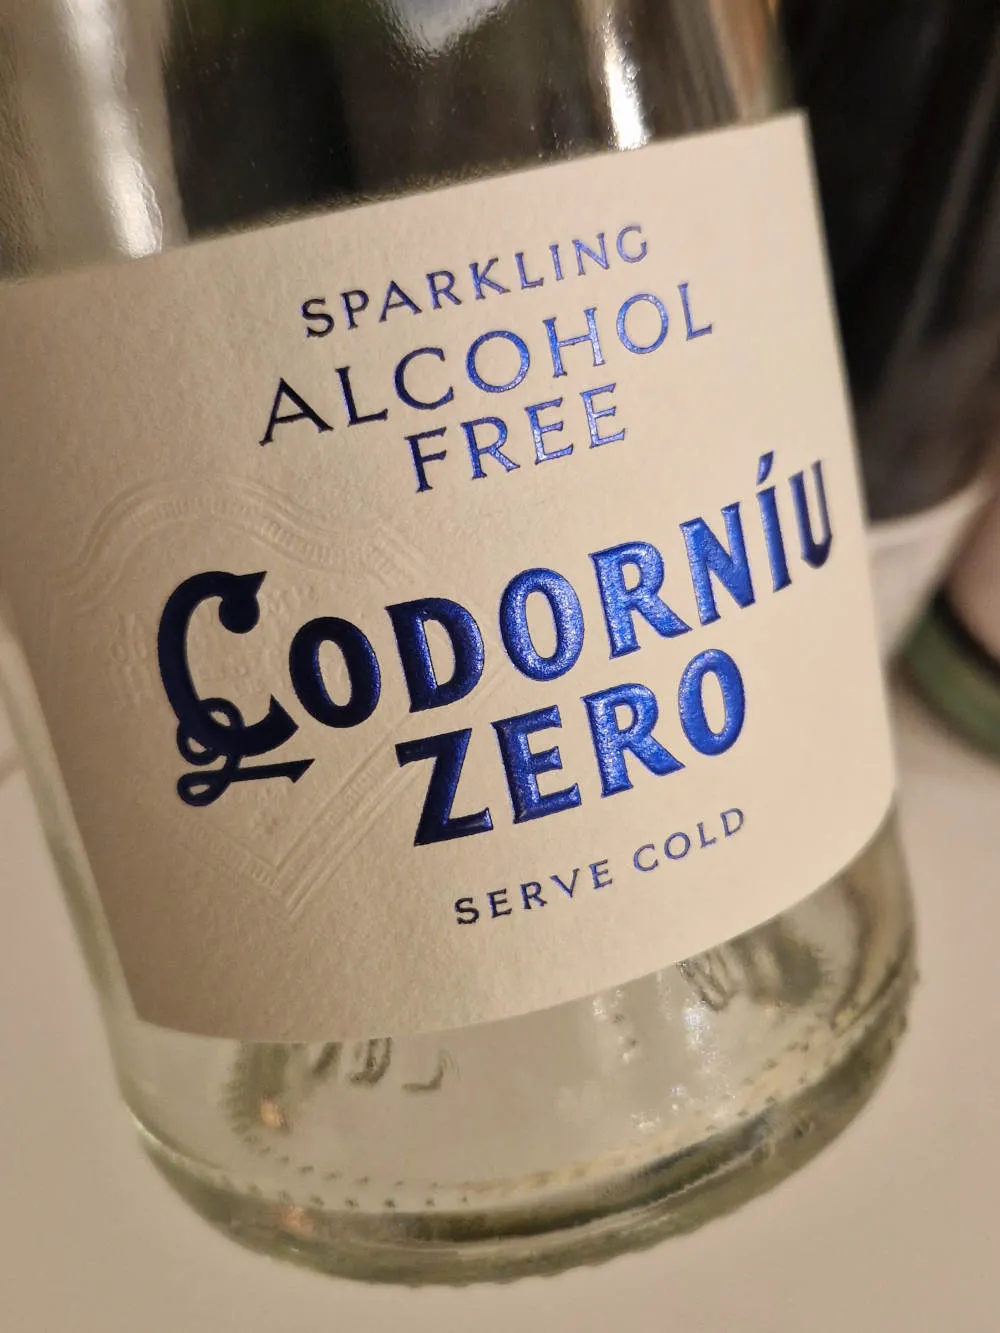 SPARKLING
ALCOHOL
FREE
CODORNÍU
ZERO
SERVE COLD